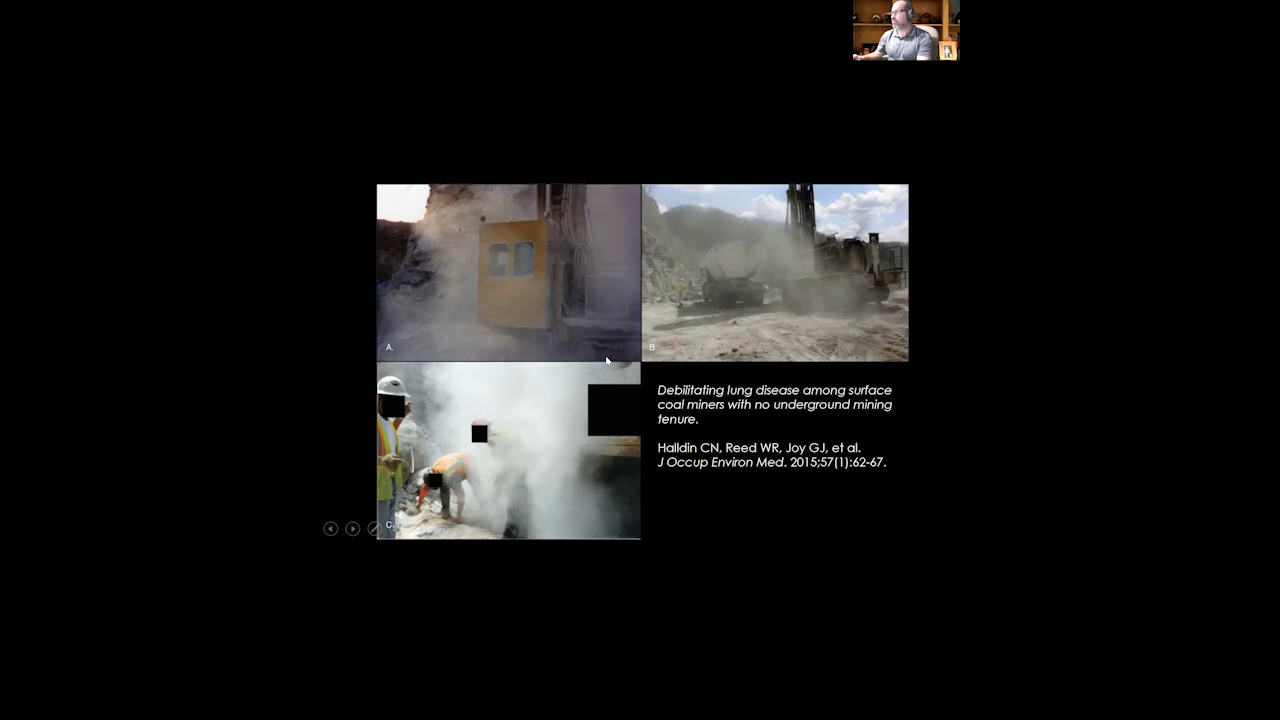 A.
B
Debilitating lung disease among surface
coal miners with no underground mining
tenure.
Halldin CN, Reed WR, Joy GJ, et al.
J Occup Environ Med. 2015;57(1):62-67.
C.